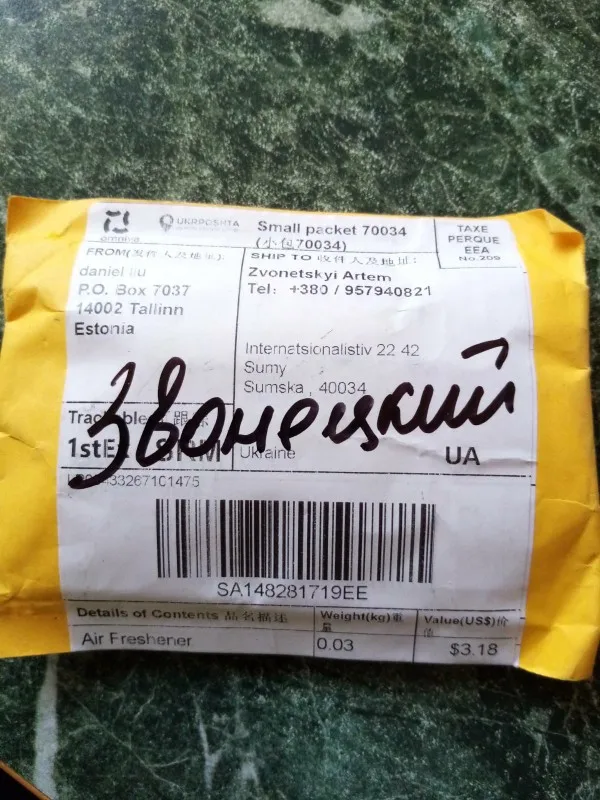 omniva
UKRPOSHTA
Small packet 70034
(小包70034)
TAXE
PERQUE
EEA
No.209
FROM(发件人及地址):
daniel liu
P.O. Box 7037
14002 Tallinn
Estonia
SHIP TO 收件人及地址:
Zvonetskyi Artem
Tel: +380 / 957940821
Internatsionalistiv 22 42
Sumy
Sumska , 40034
Ukraine
UA
Звонецкий
SA148281719EE
Details of Contents 品名描述
Weight(kg)重量
Value(US$)价值
Air Freshener
0.03
$3.18